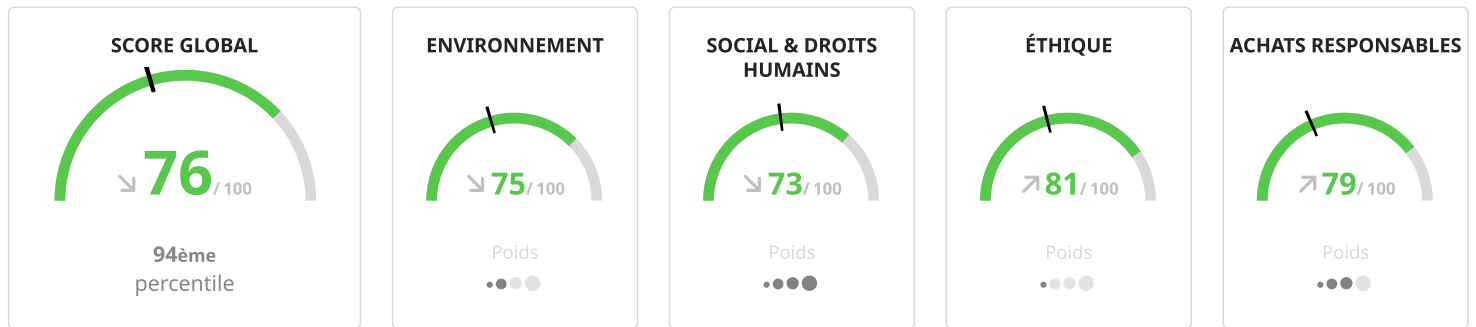 SCORE GLOBAL
76/ 100
94ème
percentile
ENVIRONNEMENT
75/ 100
Poids
SOCIAL & DROITS
HUMAINS
73/ 100
Poids
ÉTHIQUE
81/ 100
Poids
ACHATS RESPONSABLES
79/ 100
Poids